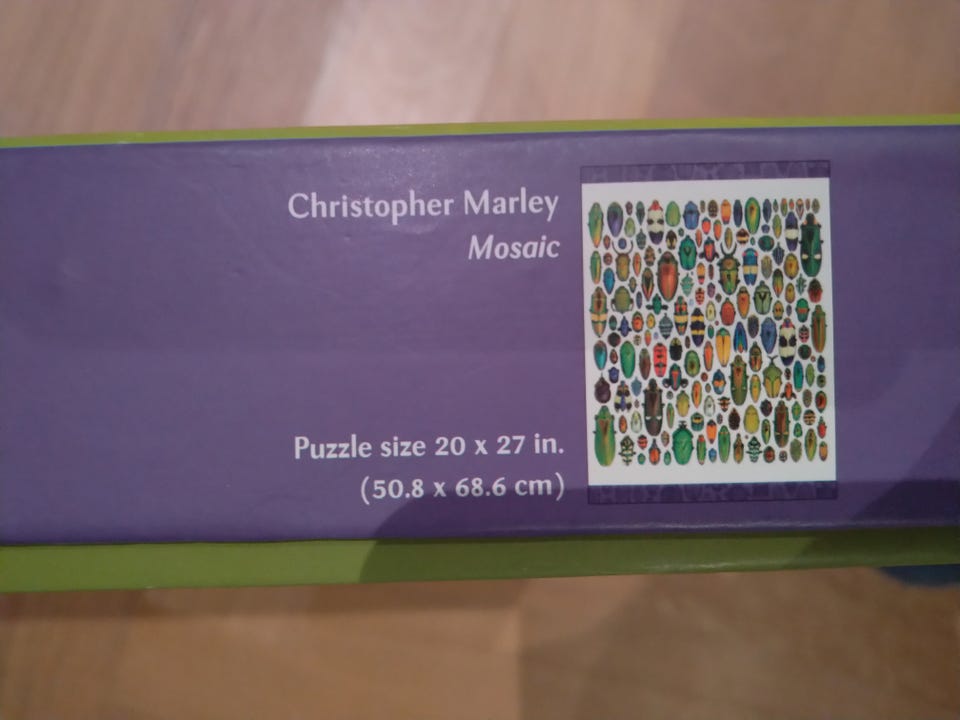 Christopher Marley
Mosaic
Puzzle size 20 x 27 in.
(50.8 x 68.6 cm)